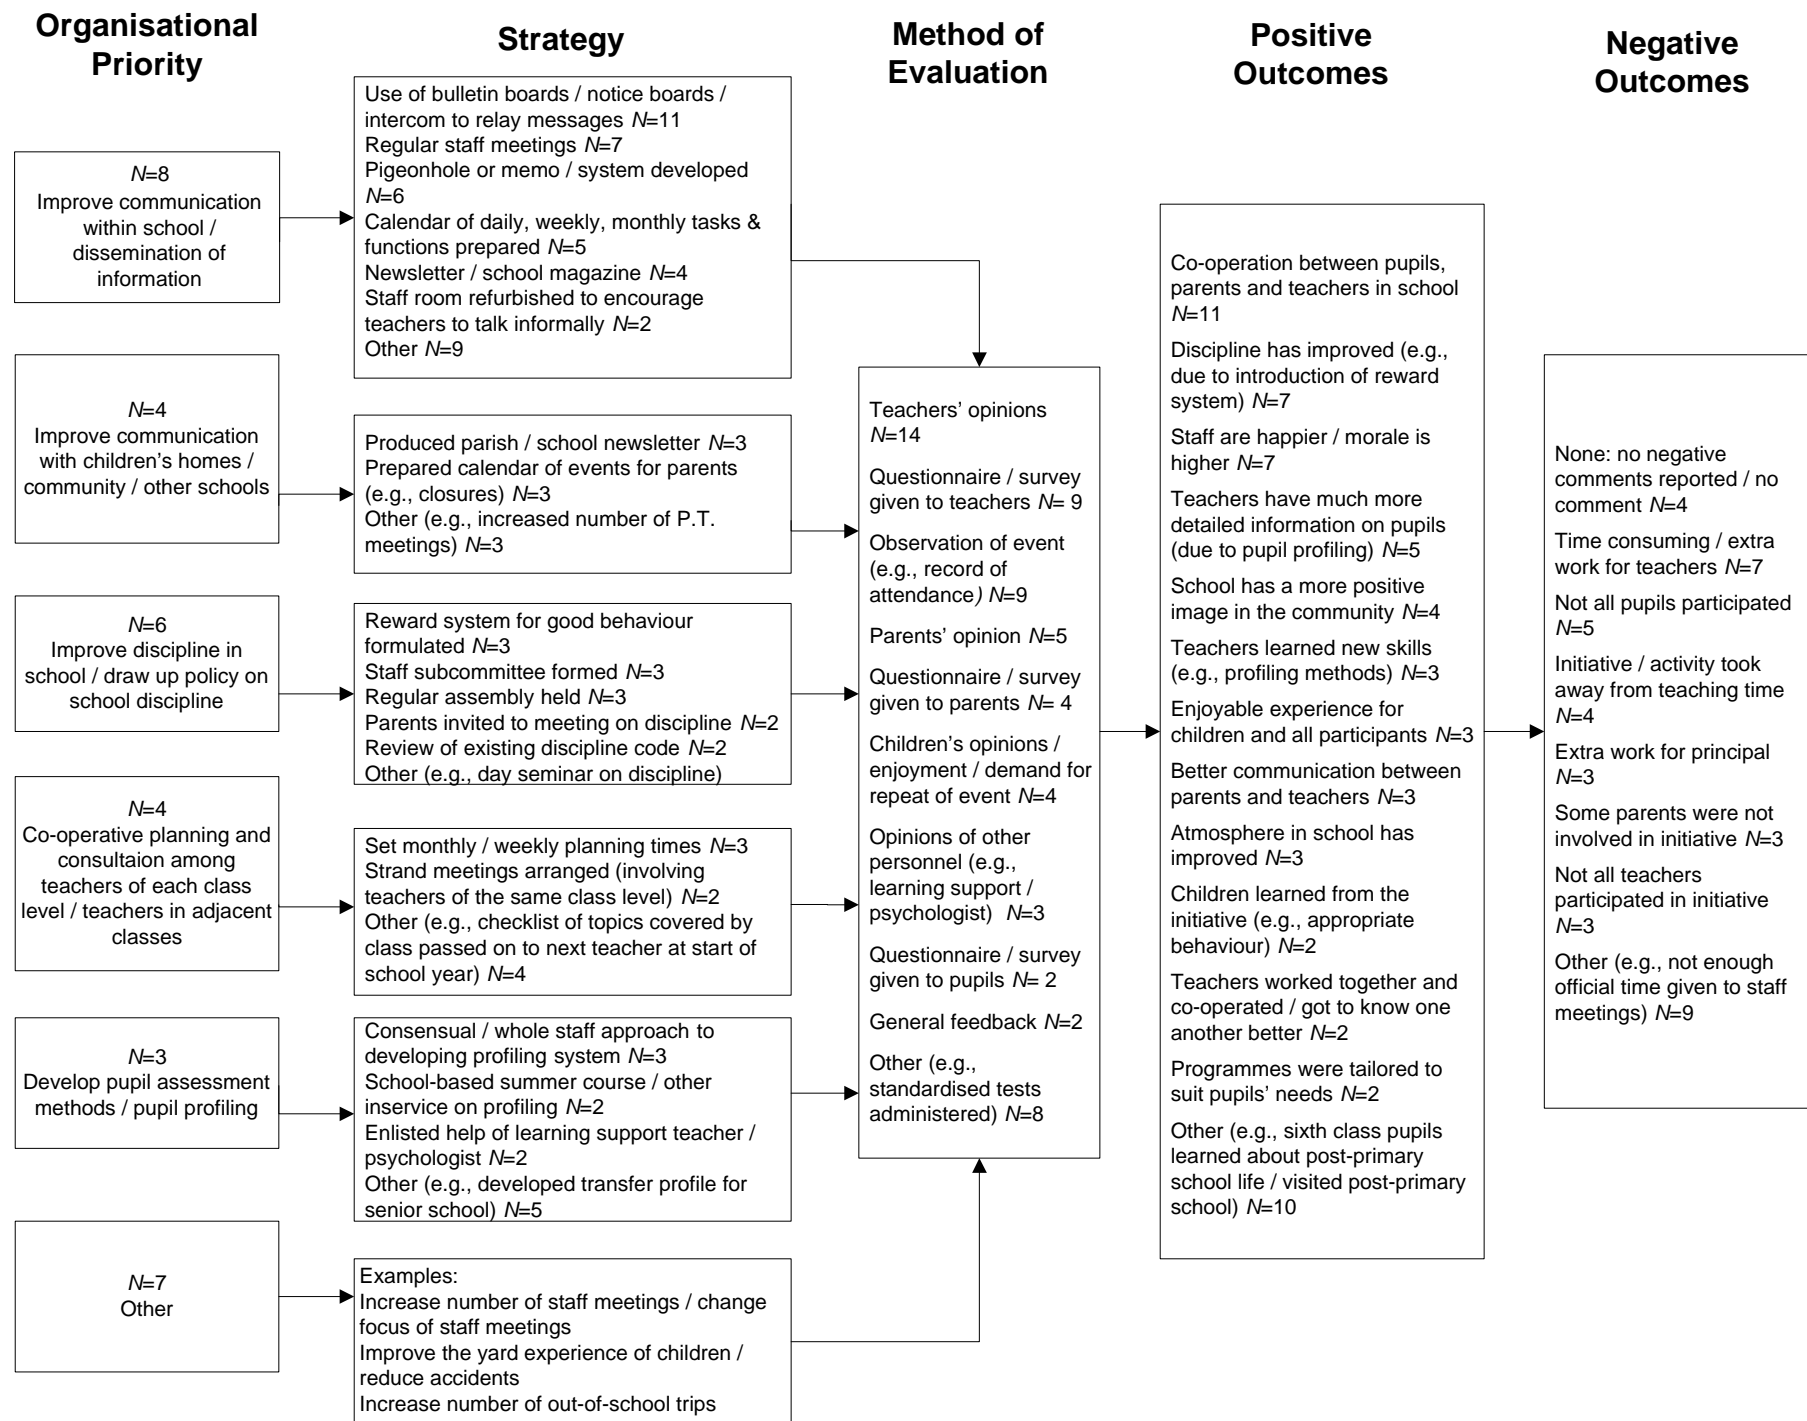 Organisational
Priority
Strategy
Method of
Evaluation
Positive
Outcomes
Negative
Outcomes
N=8
Improve communication
within school /
dissemination of
information
N=4
Improve communication
with children's homes /
community / other schools
N=6
Improve discipline in
school / draw up policy on
school discipline
N=4
Co-operative planning and
consultaion among
teachers of each class
level / teachers in adjacent
classes
N=3
Develop pupil assessment
methods / pupil profiling
N=7
Other
Use of bulletin boards / notice boards /
intercom to relay messages N=11
Regular staff meetings N=7
Pigeonhole or memo / system developed
N=6
Calendar of daily, weekly, monthly tasks &
functions prepared N=5
Newsletter / school magazine N=4
Staff room refurbished to encourage
teachers to talk informally N=2
Other N=9
Produced parish / school newsletter N=3
Prepared calendar of events for parents
(e.g., closures) N=3
Other (e.g., increased number of P.T.
meetings) N=3
Reward system for good behaviour
formulated N=3
Staff subcommittee formed N=3
Regular assembly held N=3
Parents invited to meeting on discipline N=2
Review of existing discipline code N=2
Other (e.g., day seminar on discipline)
Set monthly / weekly planning times N=3
Strand meetings arranged (involving
teachers of the same class level) N=2
Other (e.g., checklist of topics covered by
class passed on to next teacher at start of
school year) N=4
Consensual / whole staff approach to
developing profiling system N=3
School-based summer course / other
inservice on profiling N=2
Enlisted help of learning support teacher /
psychologist N=2
Other (e.g., developed transfer profile for
senior school) N=5
Examples:
Increase number of staff meetings / change
focus of staff meetings
Improve the yard experience of children /
reduce accidents
Increase number of out-of-school trips
Teachers' opinions
N=14
Questionnaire / survey
given to teachers N= 9
Observation of event
(e.g., record of
attendance) N=9
Parents' opinion N=5
Questionnaire / survey
given to parents N= 4
Children's opinions /
enjoyment / demand for
repeat of event N=4
Opinions of other
personnel (e.g.,
learning support /
psychologist) N=3
Questionnaire / survey
given to pupils N= 2
General feedback N=2
Other (e.g.,
standardised tests
administered) N=8
Co-operation between pupils,
parents and teachers in school
N=11
Discipline has improved (e.g.,
due to introduction of reward
system) N=7
Staff are happier / morale is
higher N=7
Teachers have much more
detailed information on pupils
(due to pupil profiling) N=5
School has a more positive
image in the community N=4
Teachers learned new skills
(e.g., profiling methods) N=3
Enjoyable experience for
children and all participants N=3
Better communication between
parents and teachers N=3
Atmosphere in school has
improved N=3
Children learned from the
initiative (e.g., appropriate
behaviour) N=2
Teachers worked together and
co-operated / got to know one
another better N=2
Programmes were tailored to
suit pupils' needs N=2
Other (e.g., sixth class pupils
learned about post-primary
school life / visited post-primary
school) N=10
None: no negative
comments reported / no
comment N=4
Time consuming / extra
work for teachers N=7
Not all pupils participated
N=5
Initiative / activity took
away from teaching time
N=4
Extra work for principal
N=3
Some parents were not
involved in initiative N=3
Not all teachers
participated in initiative
N=3
Other (e.g., not enough
official time given to staff
meetings) N=9